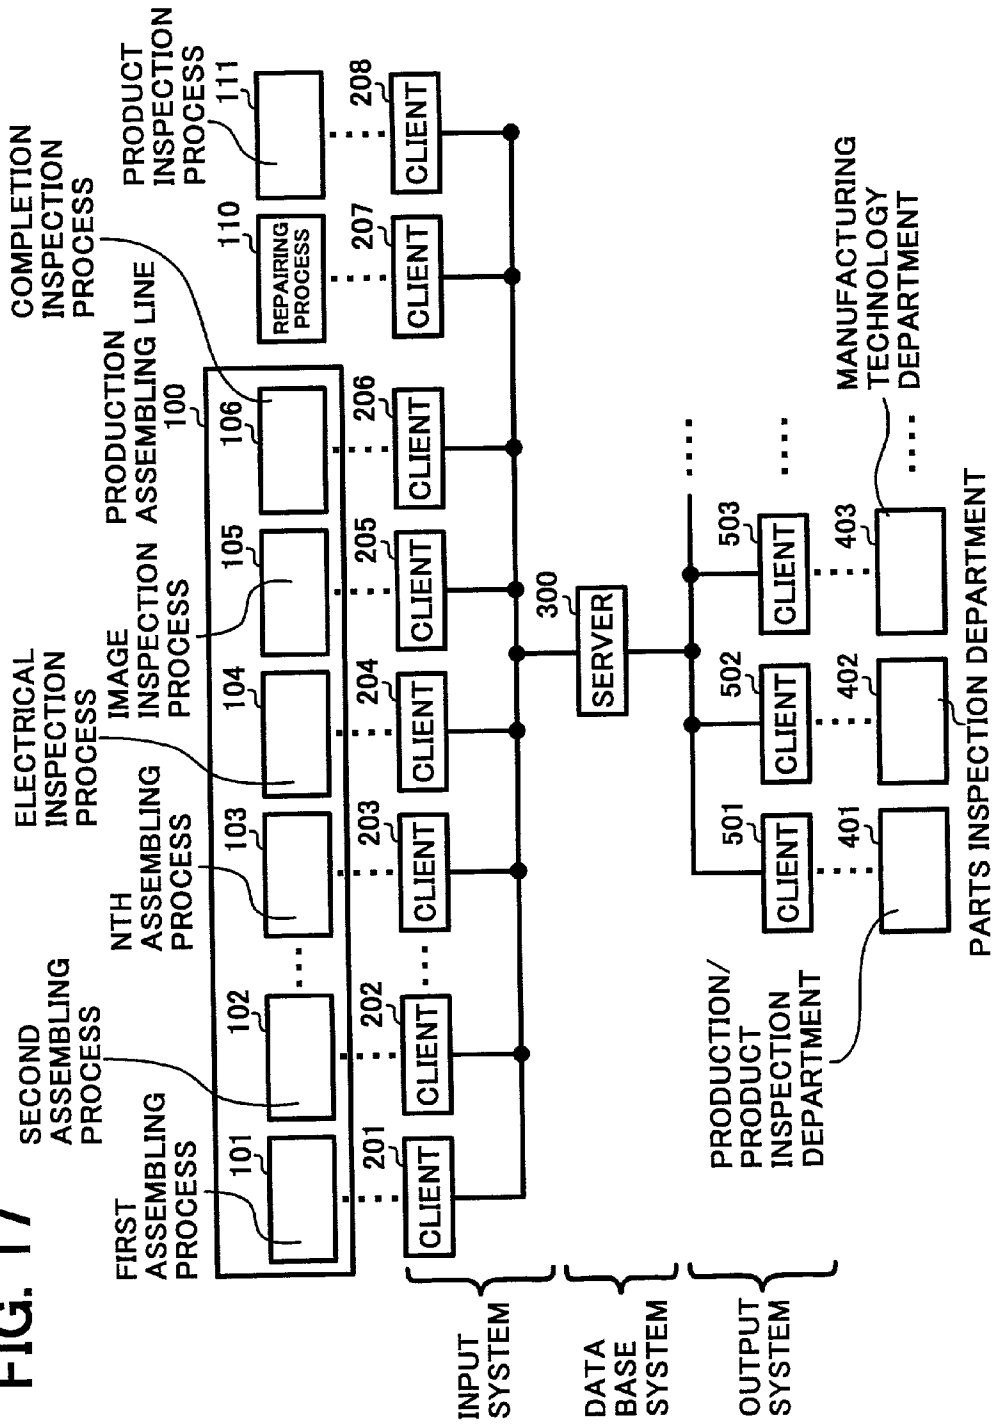 FIG. 17
FIRST
ASSEMBLING
PROCESS
SECOND
ASSEMBLING
PROCESS
NTH
ASSEMBLING
PROCESS
ELECTRICAL
INSPECTION
PROCESS
IMAGE
INSPECTION
PROCESS
PRODUCTION
ASSEMBLING LINE
COMPLETION
INSPECTION
PROCESS
PRODUCT
INSPECTION
PROCESS
100
101
102
103
104
105
106
110
REPAIRING
PROCESS
111
201
CLIENT
202
CLIENT
203
CLIENT
204
CLIENT
205
CLIENT
206
CLIENT
207
CLIENT
208
CLIENT
INPUT
SYSTEM
300
SERVER
DATA
BASE
SYSTEM
501
CLIENT
502
CLIENT
503
CLIENT
OUTPUT
SYSTEM
401
402
403
PRODUCTION/
PRODUCT
INSPECTION
DEPARTMENT
PARTS INSPECTION DEPARTMENT
MANUFACTURING
TECHNOLOGY
DEPARTMENT